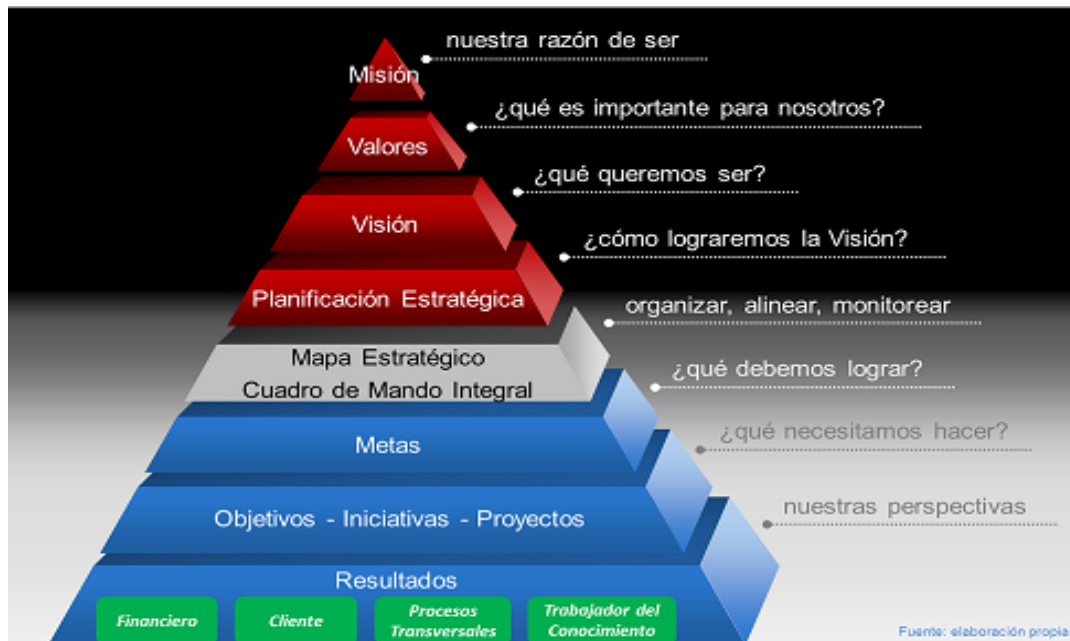 nuestra razón de ser
Misión
¿qué es importante para nosotros?
Valores
¿qué queremos ser?
Visión
¿cómo lograremos la Visión?
Planificación Estratégica
organizar, alinear, monitorear
Mapa Estratégico
Cuadro de Mando Integral
¿qué debemos lograr?
Metas
¿qué necesitamos hacer?
Objetivos - Iniciativas - Proyectos
nuestras perspectivas
Resultados
Financiero
Cliente
Procesos
Transversales
Trabajador del
Conocimiento
Fuente: elaboración propia